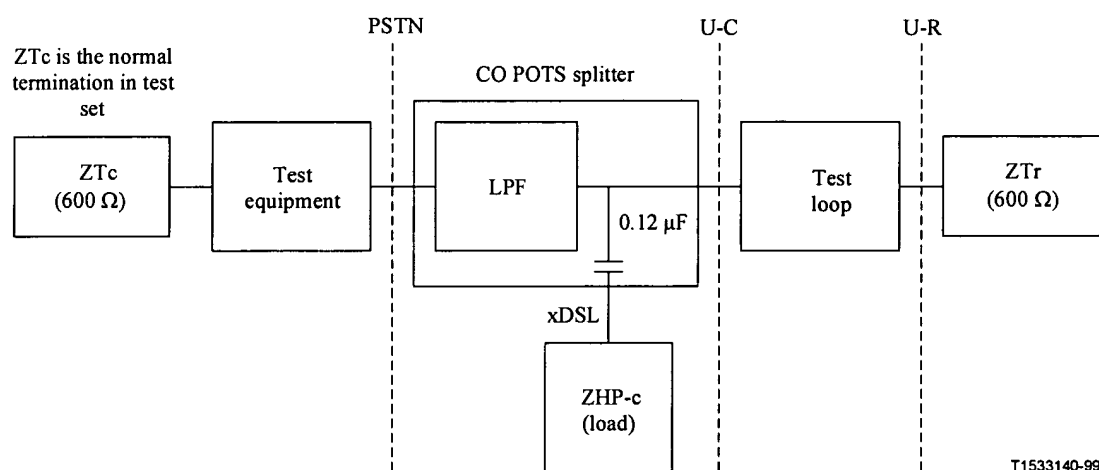 PSTN
U-C
U-R
ZTc is the normal
termination in test
set
CO POTS splitter
ZTc
(600 Ω)
Test
equipment
LPF
0.12 µF
Test
loop
ZTr
(600 Ω)
xDSL
ZHP-c
(load)
T1533140-99